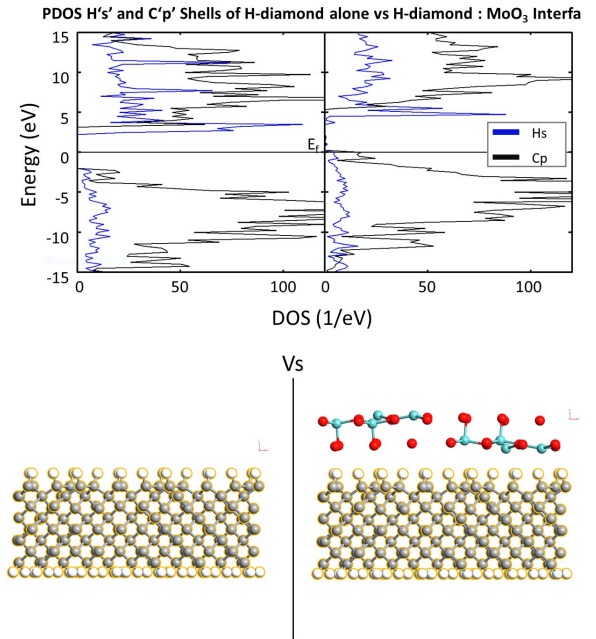 PDOS H's' and C'p' Shells of H-diamond alone vs H-diamond : MoO₃ Interfa
15
10
5
0
-5
-10
-15
Energy (eV)
E_f
Hs
Cp
0
50
100
0
50
100
DOS (1/eV)
Vs